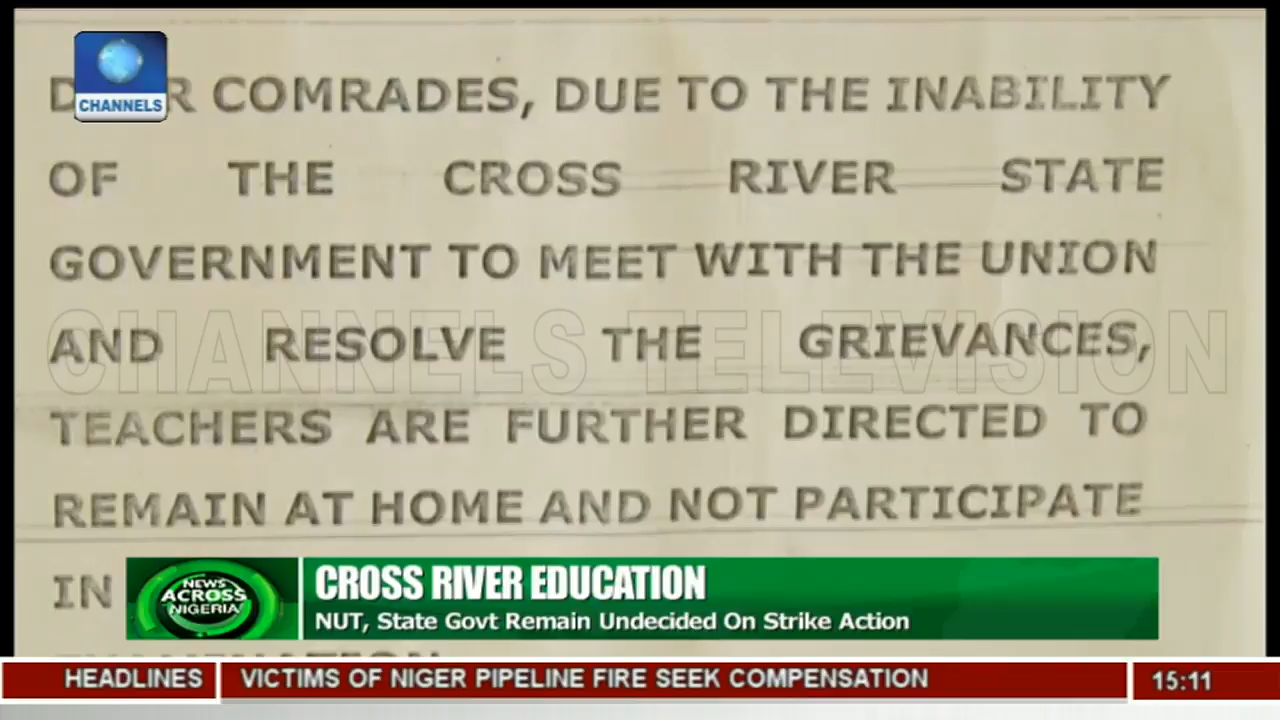 CHANNELS
COMRADES, DUE TO THE INABILITY
OF THE CROSS RIVER STATE
GOVERNMENT TO MEET WITH THE UNION
AND RESOLVE THE GRIEVANCES,
CHANNELS TELEVISION
TEACHERS ARE FURTHER DIRECTED TO
REMAIN AT HOME AND NOT PARTICIPATE
IN
NEWS
ACROSS
NIGERIA
CROSS RIVER EDUCATION
NUT, State Govt Remain Undecided On Strike Action
HEADLINES
VICTIMS OF NIGER PIPELINE FIRE SEEK COMPENSATION
15:11